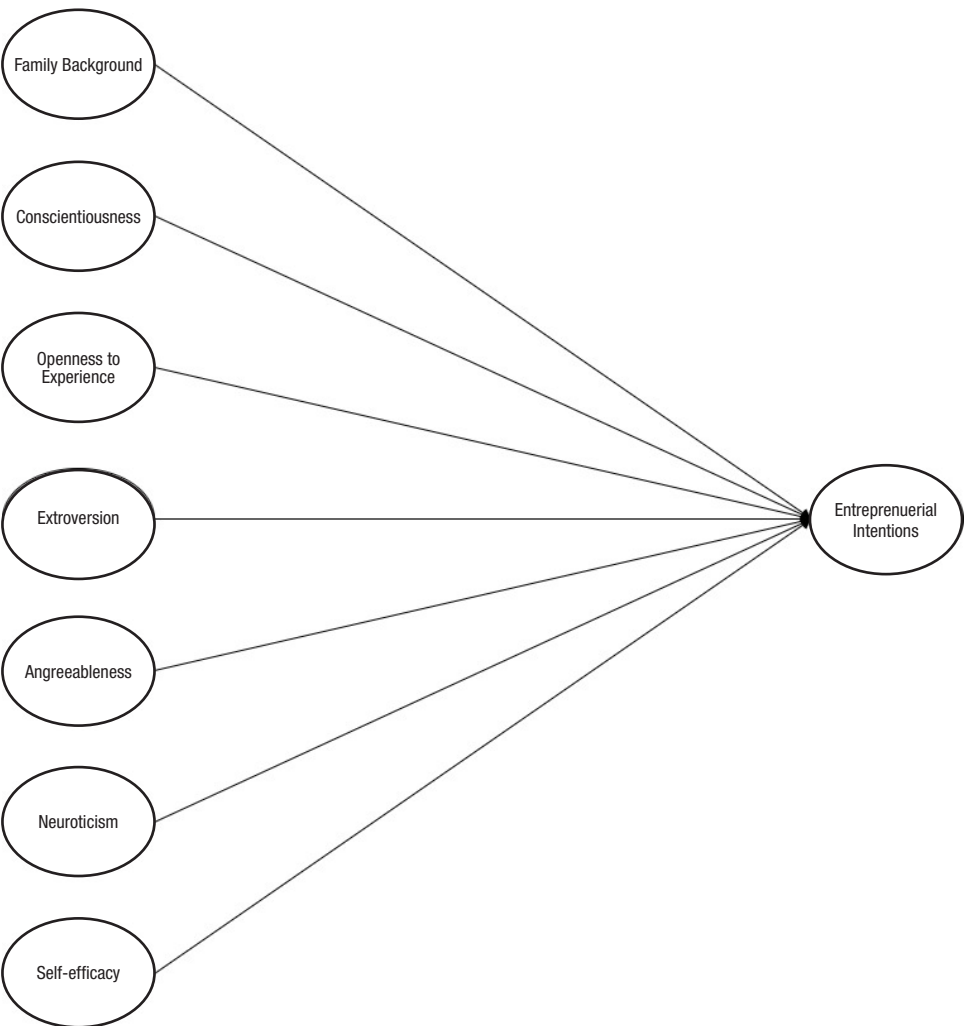 Family Background
Conscientiousness
Openness to
Experience
Extroversion
Entreprenuerial
Intentions
Angreeableness
Neuroticism
Self-efficacy